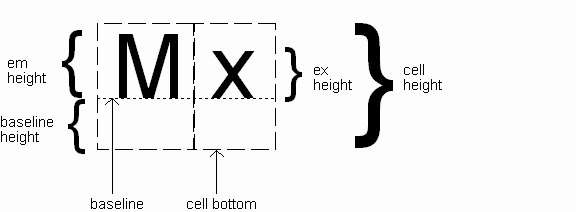 em
height
M x
ex
height
cell
height
baseline
height
baseline
cell bottom